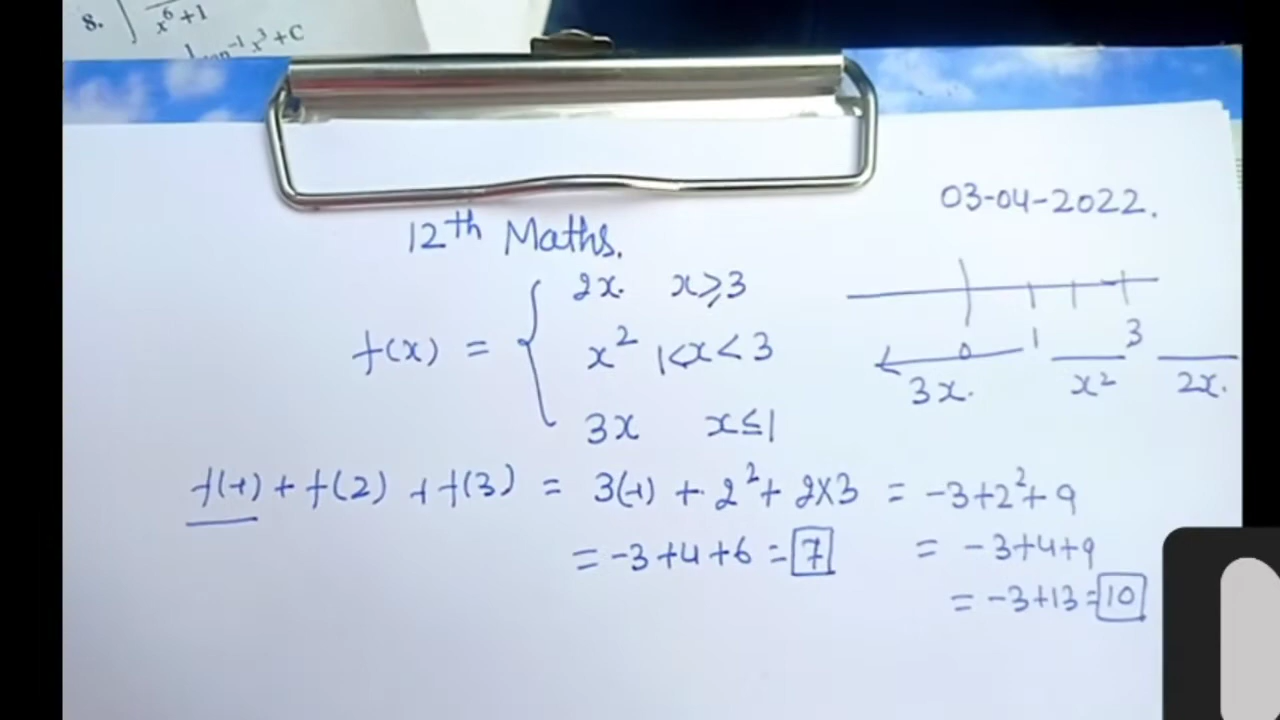 8. ∫ x⁶+1
x³+C
03-04-2022.
12th Maths.
f(x) = { 2x. x≥3
x² 1<x<3
3x x≤1
0 1 3
3x. x² 2x.
f(-1) + f(2) + f(3) = 3(-1) + 2² + 2×3 = -3+2²+9
= -3+4+6 = 7 = -3+4+9
= -3+13 = 10